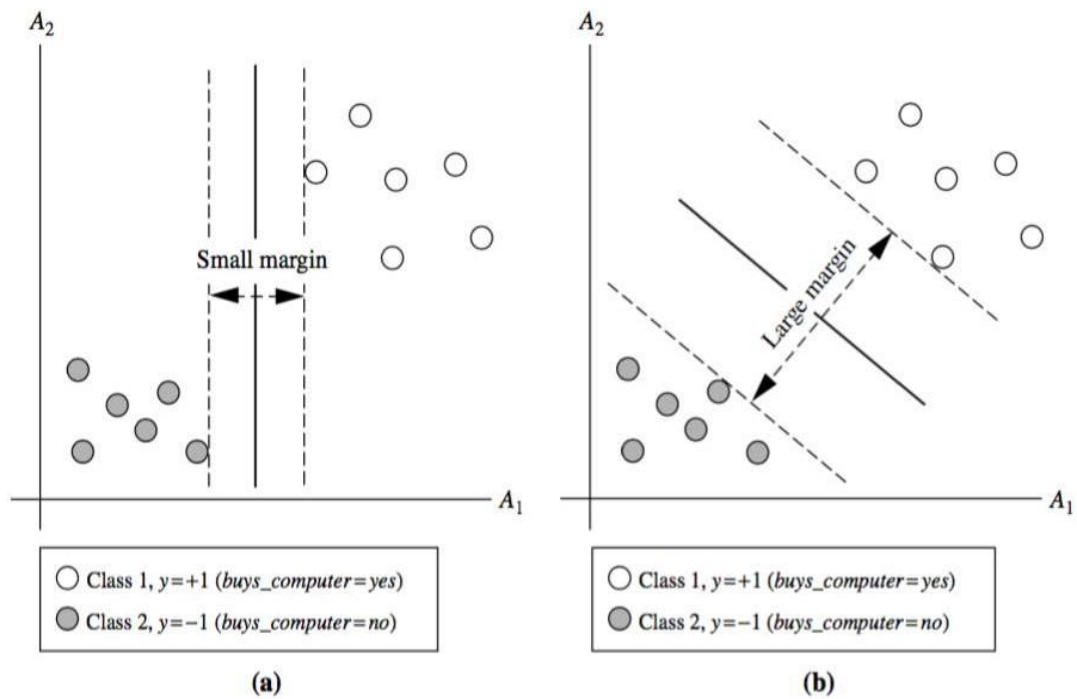 A₂
Small margin
A₁
Class 1, y=+1 (buys_computer=yes)
Class 2, y=−1 (buys_computer=no)
(a)
A₂
Large margin
A₁
Class 1, y=+1 (buys_computer=yes)
Class 2, y=−1 (buys_computer=no)
(b)